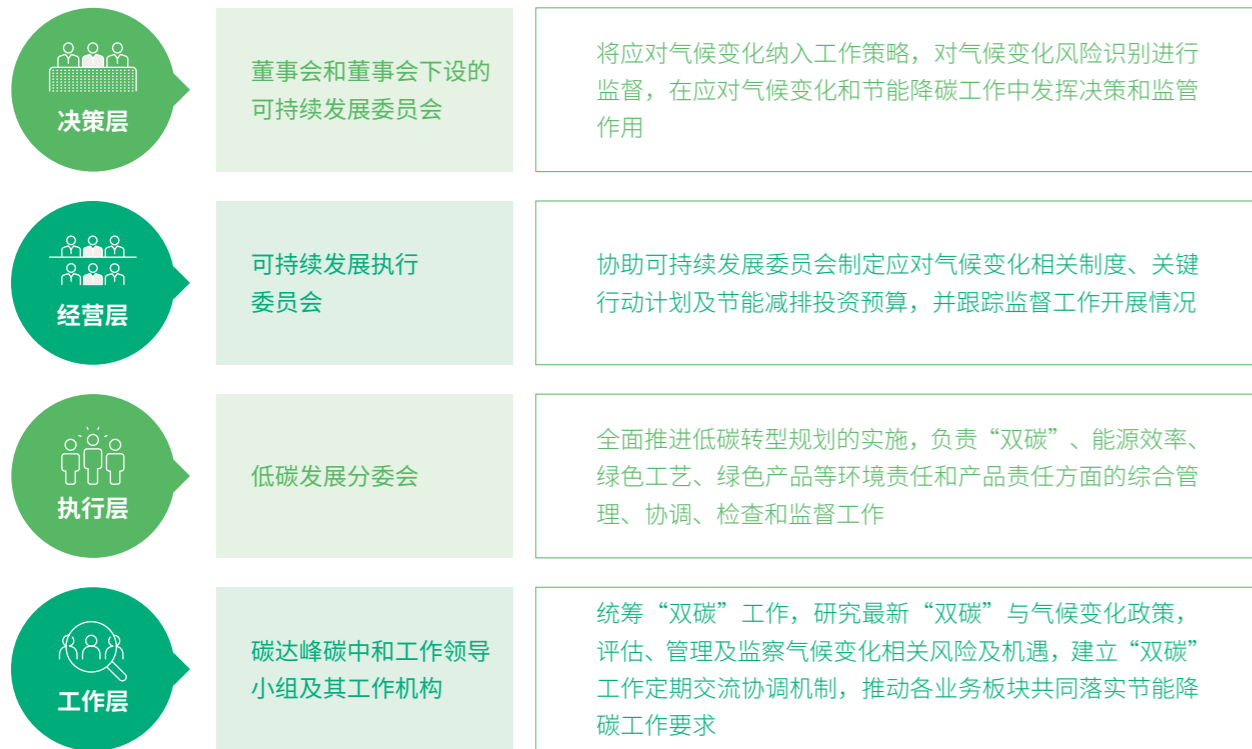 决策层
董事会和董事会下设的
可持续发展委员会
将应对气候变化纳入工作策略，对气候变化风险识别进行
监督，在应对气候变化和节能降碳工作中发挥决策和监管
作用
经营层
可持续发展执行
委员会
协助可持续发展委员会制定应对气候变化相关制度、关键
行动计划及节能减排投资预算，并跟踪监督工作开展情况
执行层
低碳发展分委会
全面推进低碳转型规划的实施，负责“双碳”、能源效率、
绿色工艺、绿色产品等环境责任和产品责任方面的综合管
理、协调、检查和监督工作
工作层
碳达峰碳中和工作领导
小组及其工作机构
统筹“双碳”工作，研究最新“双碳”与气候变化政策，
评估、管理及监察气候变化相关风险及机遇，建立“双碳”
工作定期交流协调机制，推动各业务板块共同落实节能降
碳工作要求